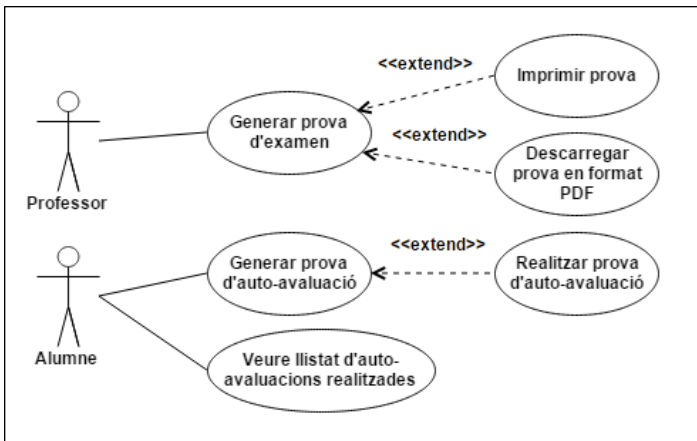 <<extend>>
Imprimir prova
Generar prova
d'examen
<<extend>>
Descarregar
prova en format
PDF
Professor
<<extend>>
Generar prova
d'auto-avaluació
Realitzar prova
d'auto-avaluació
Alumne
Veure llistat d'auto-
avaluacions realitzades